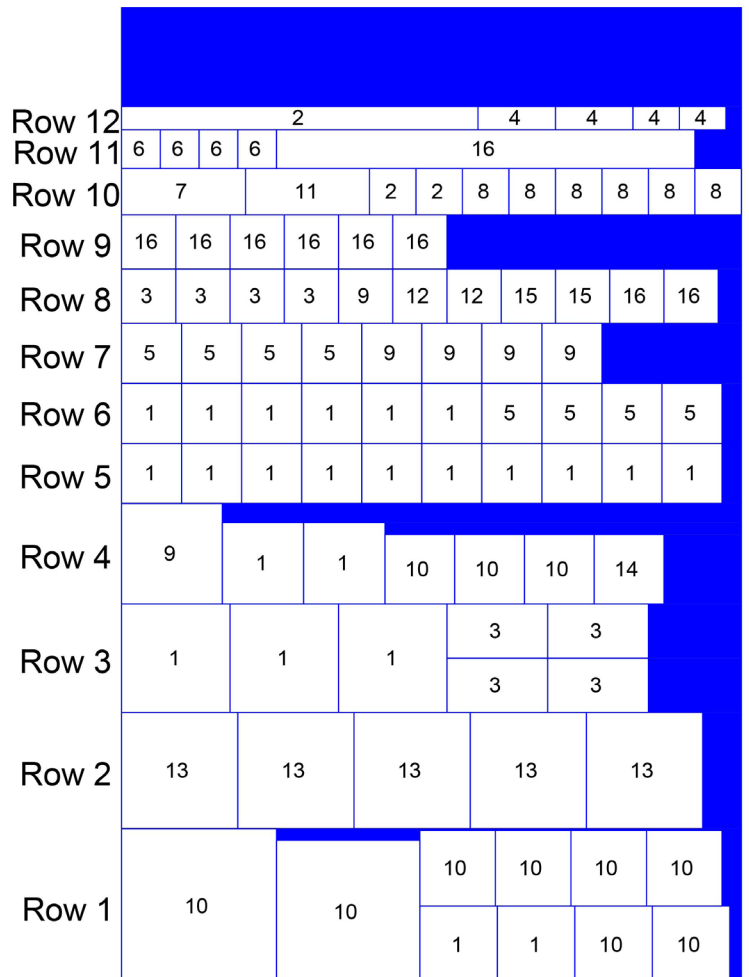 Row 12 2 4 4 4 4
Row 11 6 6 6 6 16
Row 10 7 11 2 2 8 8 8 8 8 8
Row 9 16 16 16 16 16 16
Row 8 3 3 3 3 9 12 12 15 15 16 16
Row 7 5 5 5 5 9 9 9 9
Row 6 1 1 1 1 1 1 5 5 5 5
Row 5 1 1 1 1 1 1 1 1 1 1
Row 4 9 1 1 10 10 10 14
3 3
Row 3 1 1 1
3 3
Row 2 13 13 13 13 13
10 10 10 10
Row 1 10 10
1 1 10 10